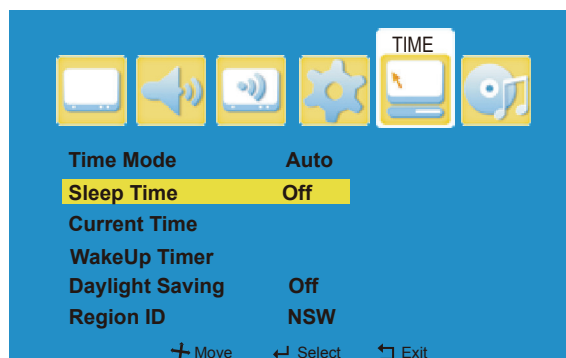 TIME
Time Mode Auto
Sleep Time Off
Current Time
WakeUp Timer
Daylight Saving Off
Region ID NSW
Move Select Exit